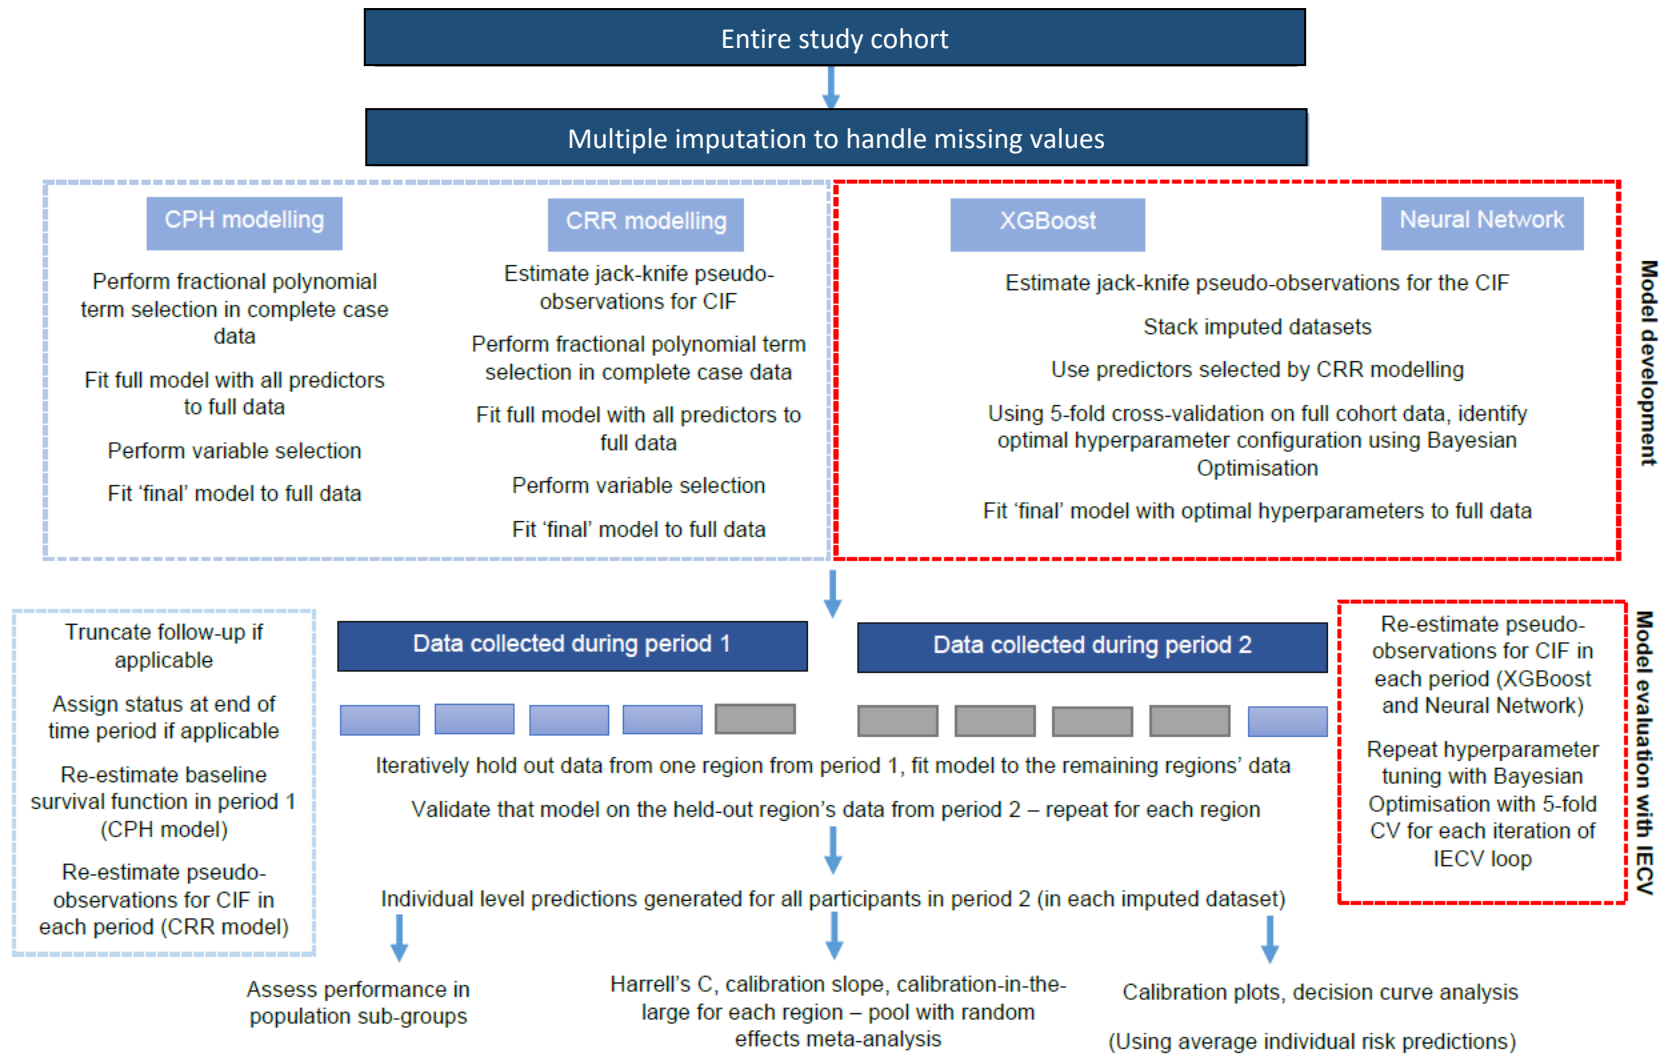 Entire study cohort
Multiple imputation to handle missing values
CPH modelling
Perform fractional polynomial
term selection in complete case
data
Fit full model with all predictors
to full data
Perform variable selection
Fit ‘final’ model to full data
CRR modelling
Estimate jack-knife pseudo-
observations for CIF
Perform fractional polynomial term
selection in complete case data
Fit full model with all predictors to
full data
Perform variable selection
Fit ‘final’ model to full data
XGBoost
Neural Network
Estimate jack-knife pseudo-observations for the CIF
Stack imputed datasets
Use predictors selected by CRR modelling
Using 5-fold cross-validation on full cohort data, identify
optimal hyperparameter configuration using Bayesian
Optimisation
Fit ‘final’ model with optimal hyperparameters to full data
Model development
Truncate follow-up if
applicable
Assign status at end of
time period if applicable
Re-estimate baseline
survival function in period 1
(CPH model)
Re-estimate pseudo-
observations for CIF in
each period (CRR model)
Data collected during period 1
Data collected during period 2
Iteratively hold out data from one region from period 1, fit model to the remaining regions’ data
Validate that model on the held-out region’s data from period 2 – repeat for each region
Individual level predictions generated for all participants in period 2 (in each imputed dataset)
Re-estimate pseudo-
observations for CIF in
each period (XGBoost
and Neural Network)
Repeat hyperparameter
tuning with Bayesian
Optimisation with 5-fold
CV for each iteration of
IECV loop
Model evaluation with IECV
Assess performance in
population sub-groups
Harrell’s C, calibration slope, calibration-in-the-
large for each region – pool with random
effects meta-analysis
Calibration plots, decision curve analysis
(Using average individual risk predictions)